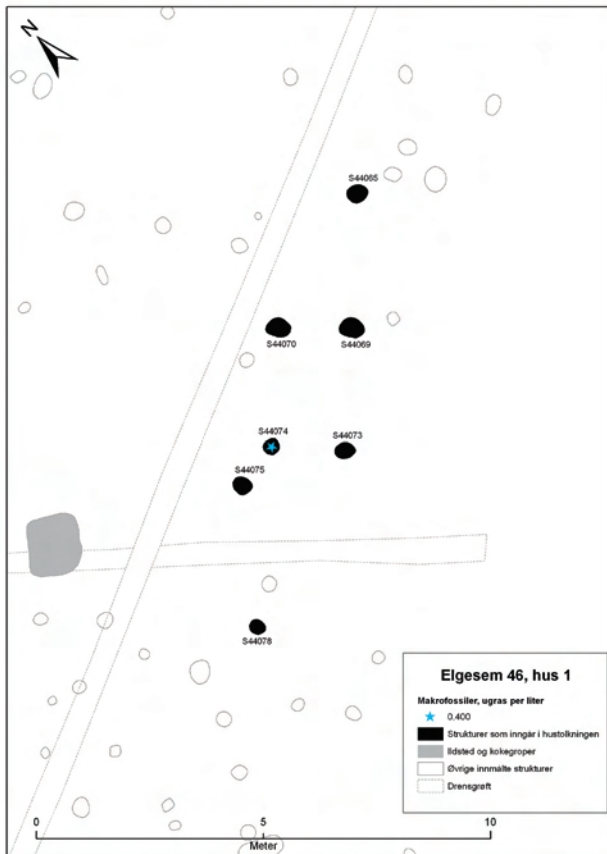 N
S44065
S44070
S44069
S44074
S44073
S44075
S44078
Elgesem 46, hus 1
Makrofossiler, ugras per liter
0.400
Strukturer som inngår i hustolkningen
Ildsted og kokegroper
Øvrige innmålte strukturer
Drensgrøft
0
5
10
Meter